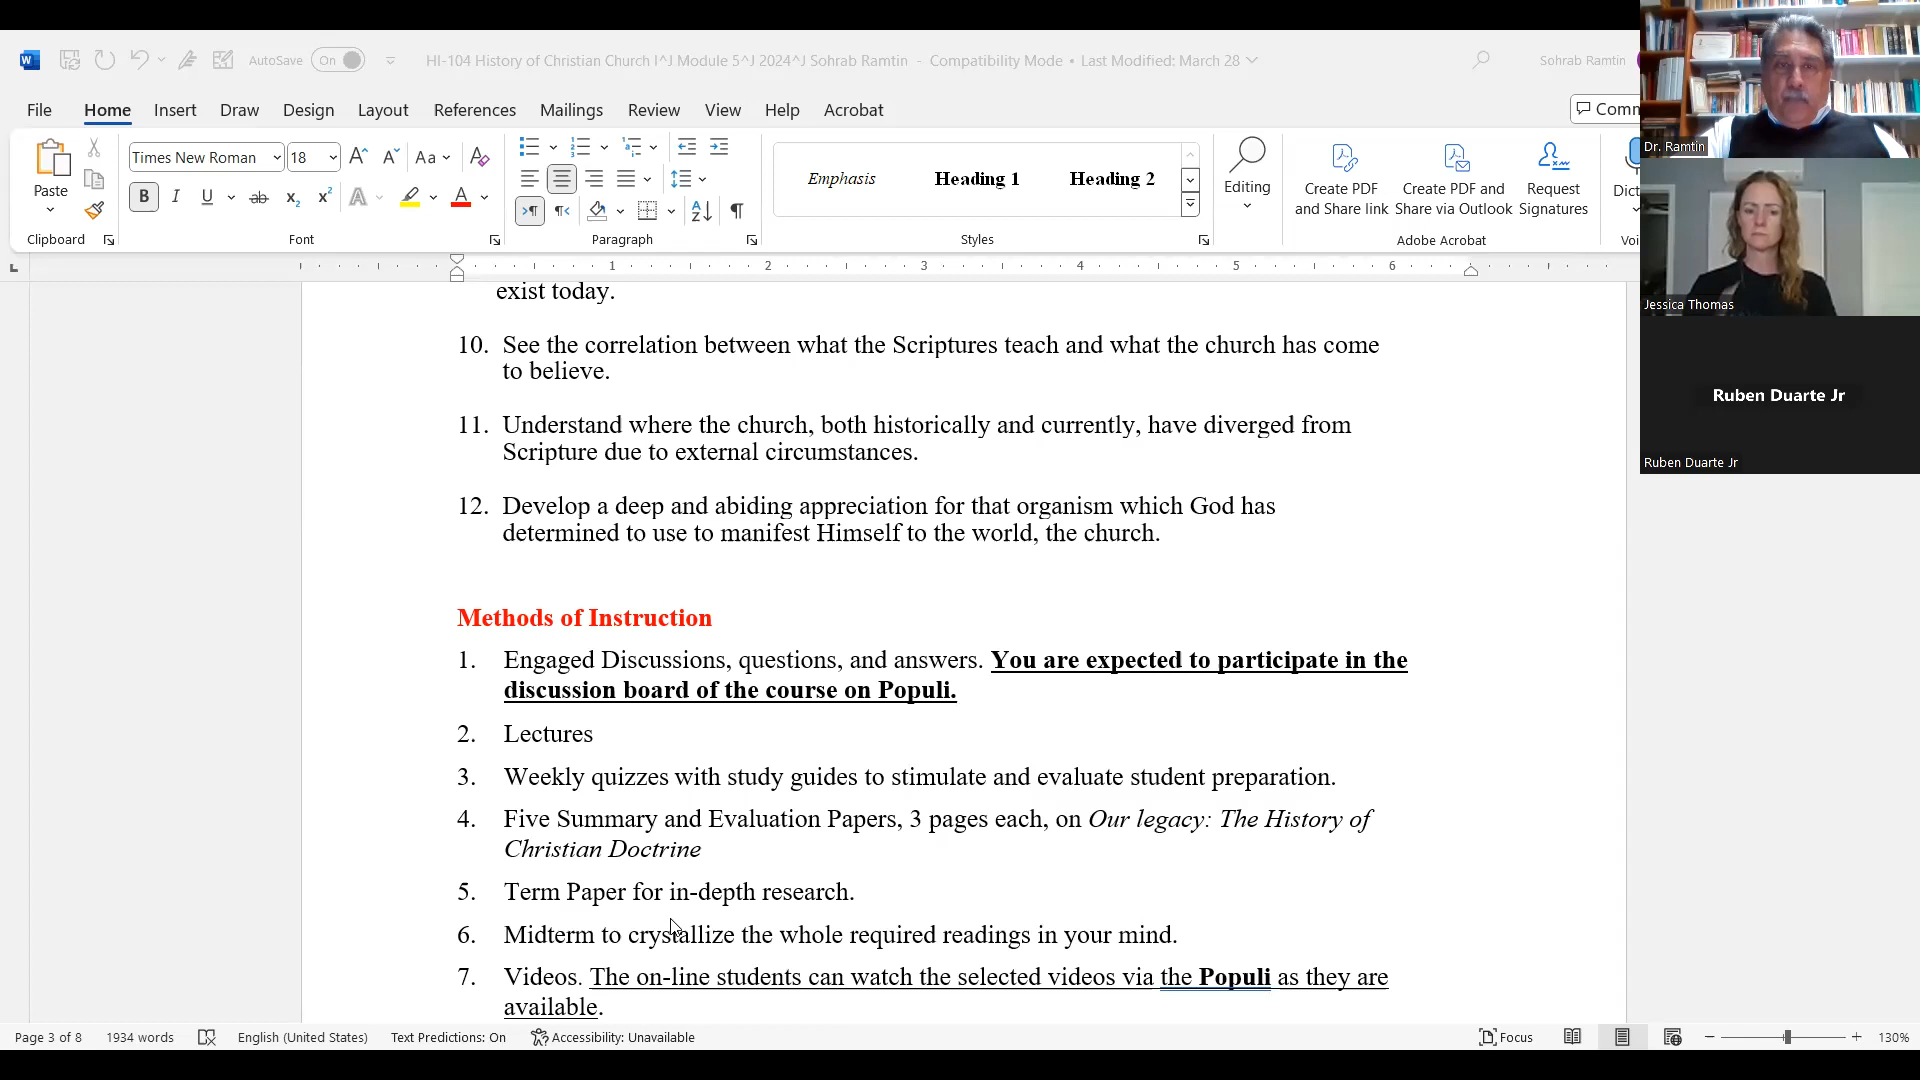 AutoSave On
HI-104 History of Christian Church I^J Module 5^J 2024^J Sohrab Ramtin - Compatibility Mode • Last Modified: March 28
Sohrab Ramtin
File Home Insert Draw Design Layout References Mailings Review View Help Acrobat
Comm
Paste
Times New Roman 18
Emphasis Heading 1 Heading 2
Editing
Create PDF and Share link
Create PDF and Share via Outlook
Request Signatures
Dict
Clipboard Font Paragraph Styles Adobe Acrobat Voi
1 2 3 4 5 6
exist today.
10. See the correlation between what the Scriptures teach and what the church has come
to believe.
11. Understand where the church, both historically and currently, have diverged from
Scripture due to external circumstances.
12. Develop a deep and abiding appreciation for that organism which God has
determined to use to manifest Himself to the world, the church.
Methods of Instruction
1. Engaged Discussions, questions, and answers. You are expected to participate in the
discussion board of the course on Populi.
2. Lectures
3. Weekly quizzes with study guides to stimulate and evaluate student preparation.
4. Five Summary and Evaluation Papers, 3 pages each, on Our legacy: The History of
Christian Doctrine
5. Term Paper for in-depth research.
6. Midterm to crystallize the whole required readings in your mind.
7. Videos. The on-line students can watch the selected videos via the Populi as they are
available.
Page 3 of 8 1934 words English (United States) Text Predictions: On Accessibility: Unavailable Focus 130%
Dr. Ramtin
Jessica Thomas
Ruben Duarte Jr
Ruben Duarte Jr